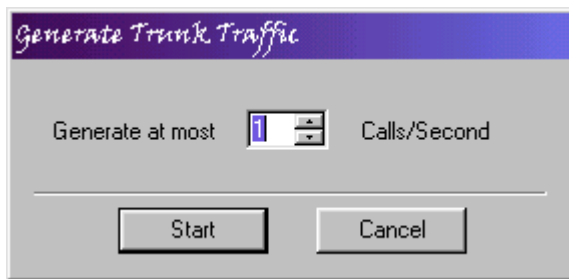 Generate Trunk Traffic
Generate at most 1 Calls/Second
Start Cancel